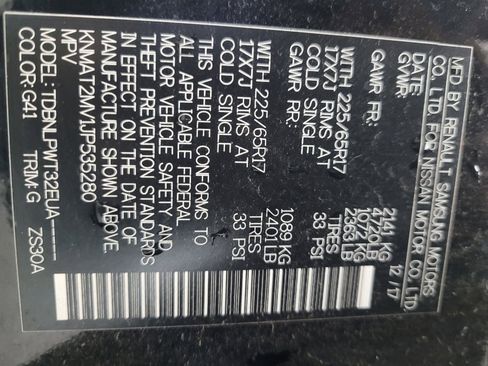 MFD BY RENAULT SAMSUNG MOTORS
CO., LTD. FOR NISSAN MOTOR CO., LTD.
DATE: 12/17
GVWR: 2141 KG
4720 LB
GAWR FR: 1071 KG
2363 LB
WITH 225/65R17 TIRES
17X7J RIMS AT 33 PSI
COLD SINGLE
GAWR RR: 1089 KG
2401 LB
WITH 225/65R17 TIRES
17X7J RIMS AT 33 PSI
COLD SINGLE
THIS VEHICLE CONFORMS TO
ALL APPLICABLE FEDERAL
MOTOR VEHICLE SAFETY AND
THEFT PREVENTION STANDARDS
IN EFFECT ON THE DATE OF
MANUFACTURE SHOWN ABOVE.
KNMAT2MV1JP535280
MPV
MODEL: TDBNLPWT32EUA---- ZS30A
COLOR: G41 TRIM: G